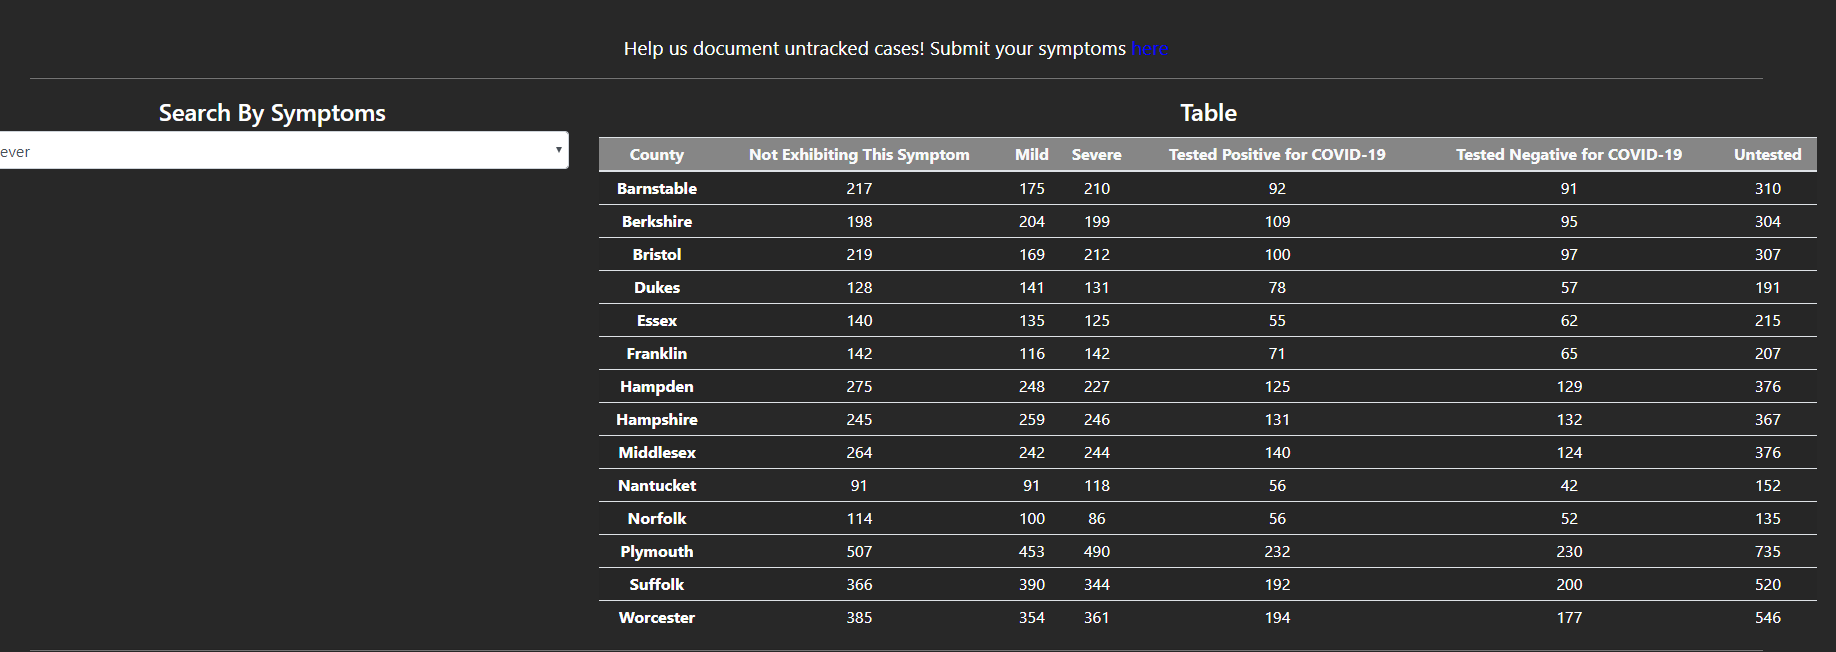 Help us document untracked cases! Submit your symptoms here
Search By Symptoms
ever
Table
County Not Exhibiting This Symptom Mild Severe Tested Positive for COVID-19 Tested Negative for COVID-19 Untested
Barnstable 217 175 210 92 91 310
Berkshire 198 204 199 109 95 304
Bristol 219 169 212 100 97 307
Dukes 128 141 131 78 57 191
Essex 140 135 125 55 62 215
Franklin 142 116 142 71 65 207
Hampden 275 248 227 125 129 376
Hampshire 245 259 246 131 132 367
Middlesex 264 242 244 140 124 376
Nantucket 91 91 118 56 42 152
Norfolk 114 100 86 56 52 135
Plymouth 507 453 490 232 230 735
Suffolk 366 390 344 192 200 520
Worcester 385 354 361 194 177 546